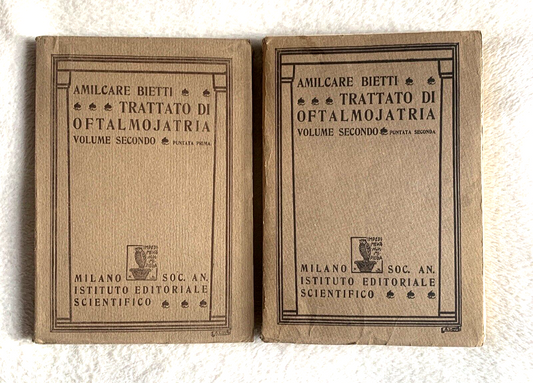 AMILCARE BIETTI
TRATTATO DI
OFTALMOJATRIA
VOLUME SECONDO PUNTATA PRIMA
MILANO SOC. AN.
ISTITUTO EDITORIALE
SCIENTIFICO
AMILCARE BIETTI
TRATTATO DI
OFTALMOJATRIA
VOLUME SECONDO PUNTATA SECONDA
MILANO SOC. AN.
ISTITUTO EDITORIALE
SCIENTIFICO